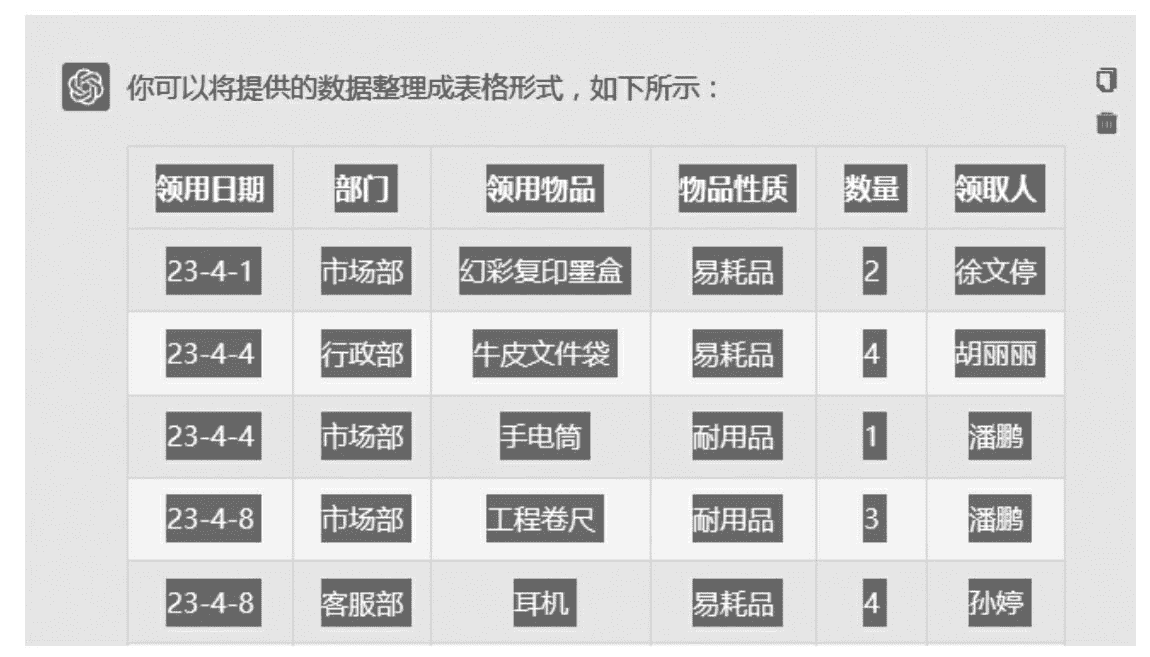 你可以将提供的数据整理成表格形式，如下所示：
领用日期 部门 领用物品 物品性质 数量 领取人
23-4-1 市场部 幻彩复印墨盒 易耗品 2 徐文停
23-4-4 行政部 牛皮文件袋 易耗品 4 胡丽丽
23-4-4 市场部 手电筒 耐用品 1 潘鹏
23-4-8 市场部 工程卷尺 耐用品 3 潘鹏
23-4-8 客服部 耳机 易耗品 4 孙婷